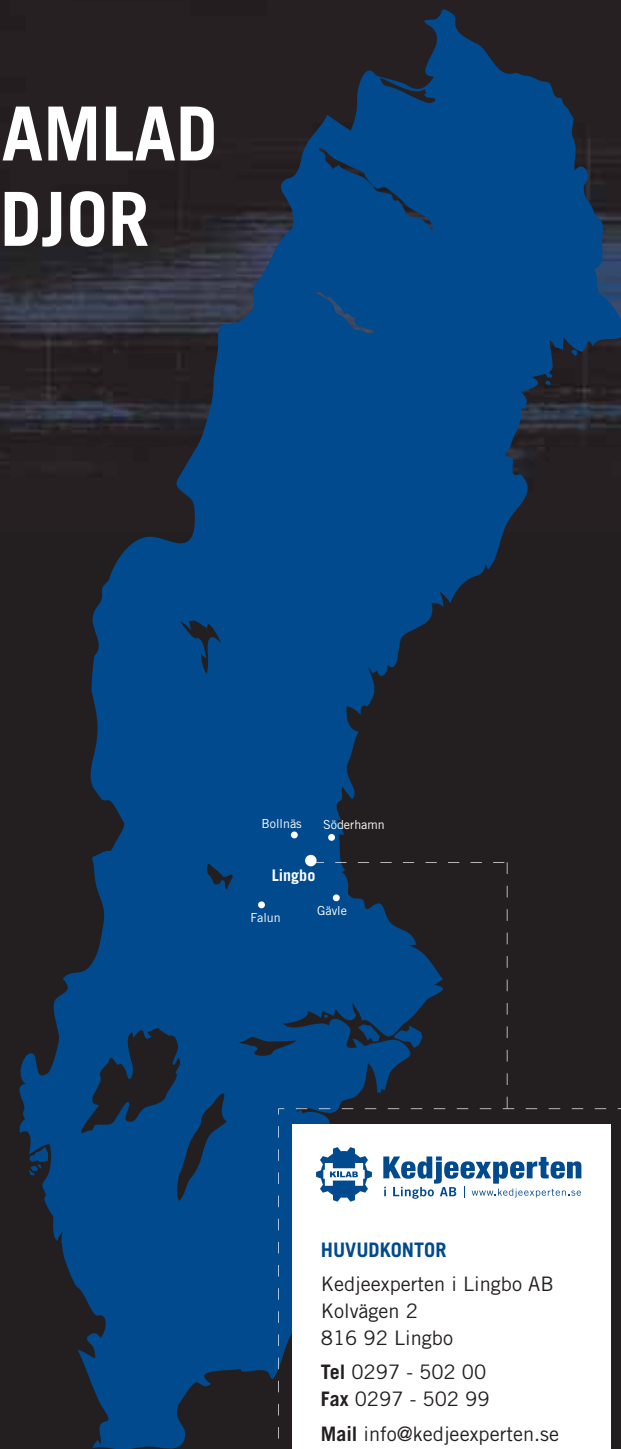 AMLAD
DJOR
Bollnäs
Söderhamn
Lingbo
Falun
Gävle
KILAB
Kedjeexperten
i Lingbo AB | www.kedjeexperten.se
HUVUDKONTOR
Kedjeexperten i Lingbo AB
Kolvägen 2
816 92 Lingbo
Tel 0297 - 502 00
Fax 0297 - 502 99
Mail info@kedjeexperten.se